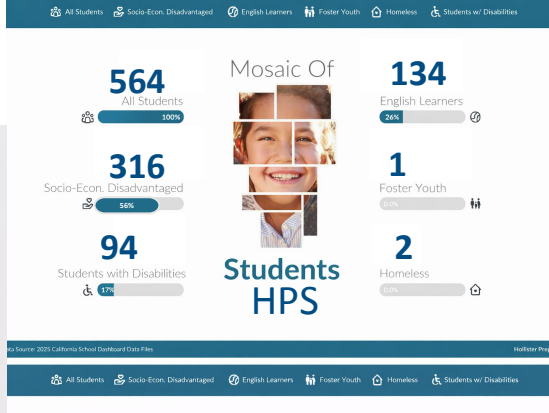 All Students Socio-Econ. Disadvantaged English Learners Foster Youth Homeless Students w/ Disabilities
Mosaic Of
564
All Students
100%
316
Socio-Econ. Disadvantaged
56%
94
Students with Disabilities
17%
134
English Learners
26%
1
Foster Youth
0.0%
2
Homeless
0.0%
Students
HPS
ata Source: 2025 California School Dashboard Data Files
Hollister Prep
All Students Socio-Econ. Disadvantaged English Learners Foster Youth Homeless Students w/ Disabilities